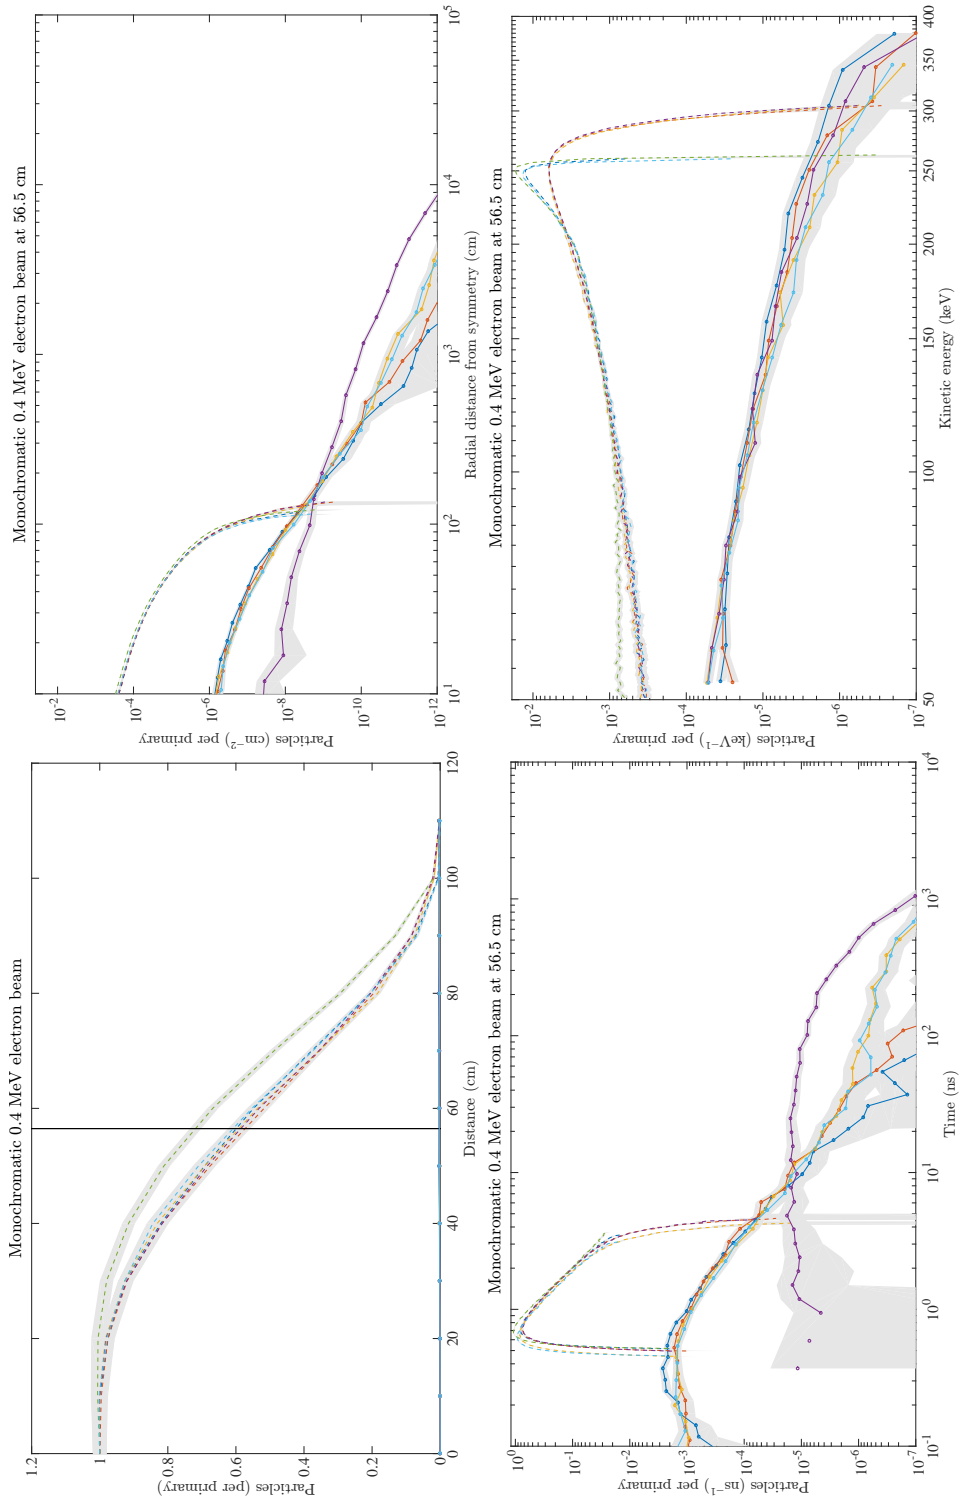 Monochromatic 0.4 MeV electron beam
Particles (per primary)
1.2
1
0.8
0.6
0.4
0.2
0
0 20 40 60 80 100 120
Distance (cm)
Monochromatic 0.4 MeV electron beam at 56.5 cm
Particles (cm⁻²) per primary
10⁻²
10⁻⁴
10⁻⁶
10⁻⁸
10⁻¹⁰
10⁻¹²
10¹ 10² 10³ 10⁴ 10⁵
Radial distance from symmetry (cm)
Monochromatic 0.4 MeV electron beam at 56.5 cm
Particles (ns⁻¹) per primary
10⁰
10⁻¹
10⁻²
10⁻³
10⁻⁴
10⁻⁵
10⁻⁶
10⁻⁷
10⁻¹ 10⁰ 10¹ 10² 10³ 10⁴
Time (ns)
Monochromatic 0.4 MeV electron beam at 56.5 cm
Particles (keV⁻¹) per primary
10⁻²
10⁻³
10⁻⁴
10⁻⁵
10⁻⁶
10⁻⁷
50 100 150 200 250 300 350 400
Kinetic energy (keV)